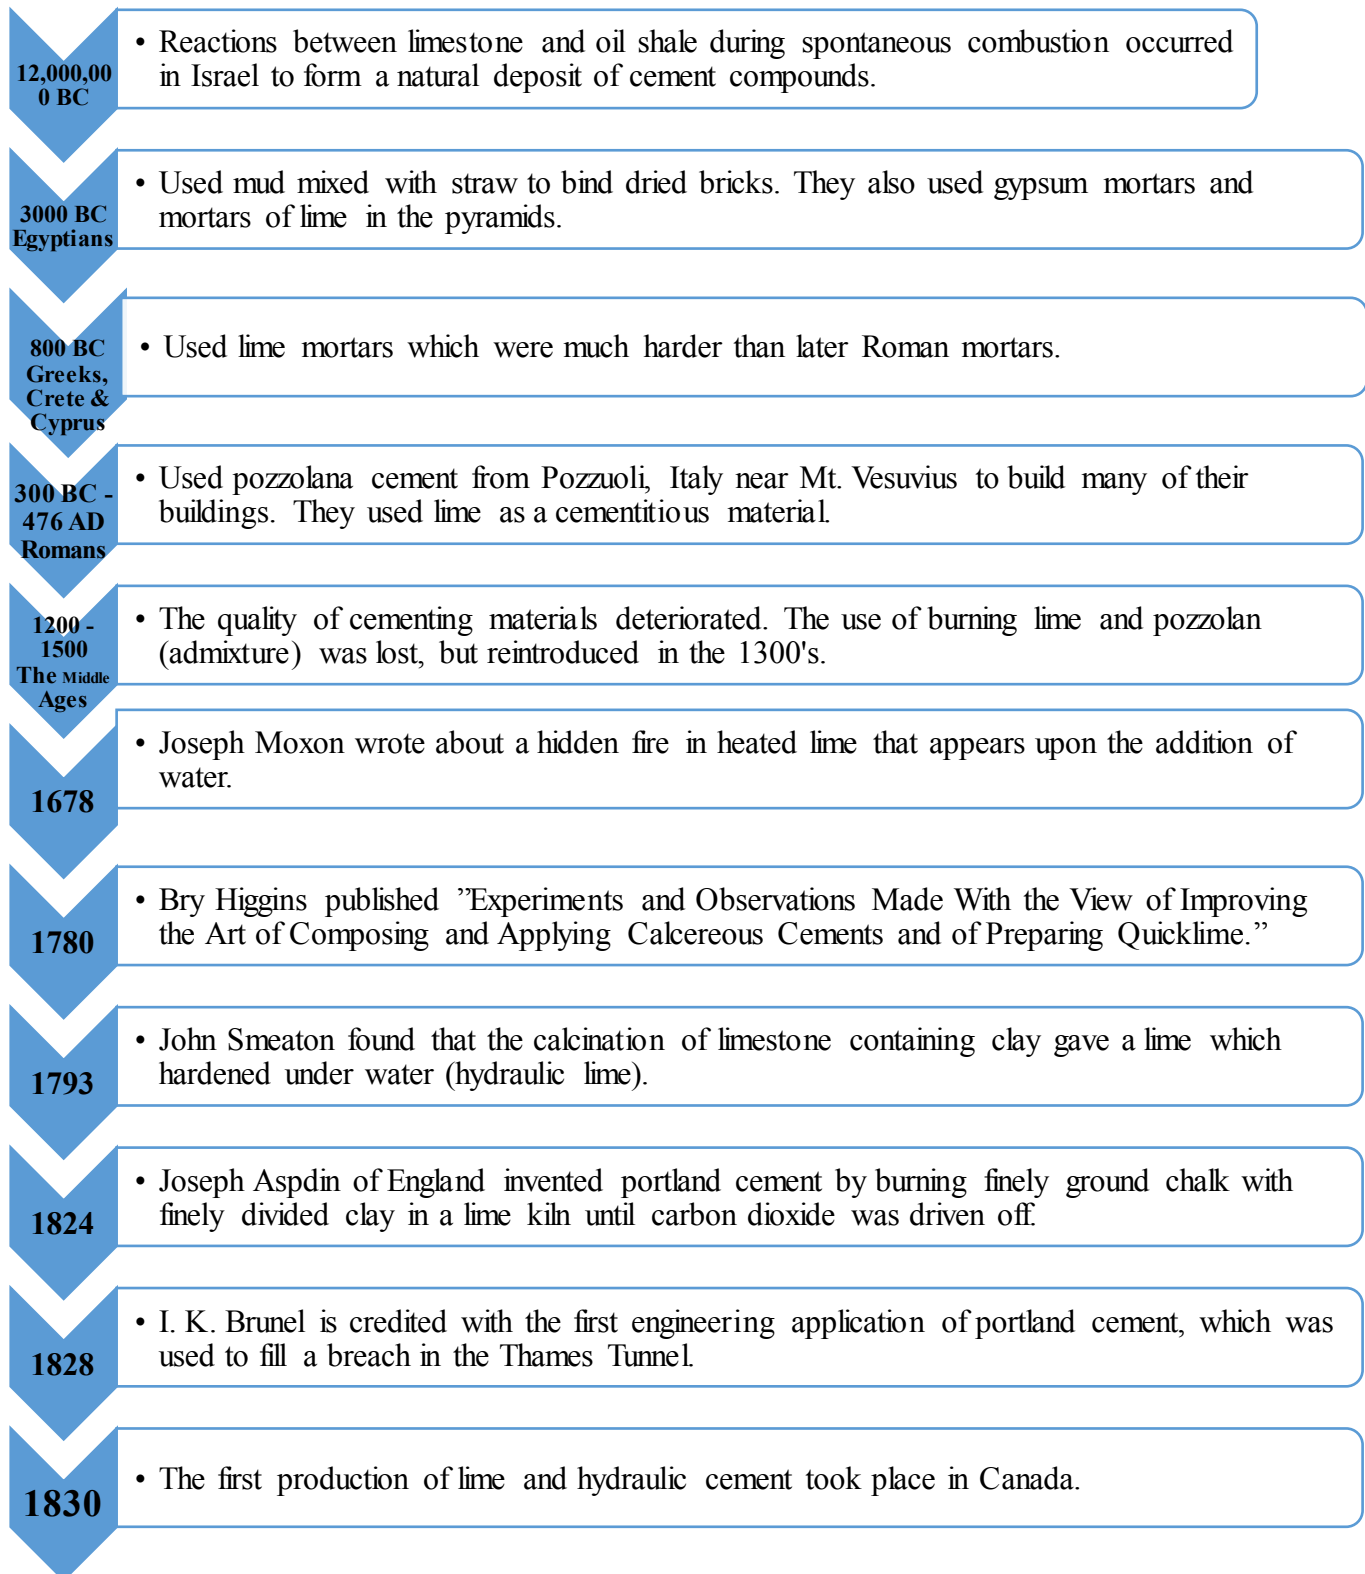 12,000,00
0 BC
• Reactions between limestone and oil shale during spontaneous combustion occurred
in Israel to form a natural deposit of cement compounds.
3000 BC
Egyptians
• Used mud mixed with straw to bind dried bricks. They also used gypsum mortars and
mortars of lime in the pyramids.
800 BC
Greeks,
Crete &
Cyprus
• Used lime mortars which were much harder than later Roman mortars.
300 BC -
476 AD
Romans
• Used pozzolana cement from Pozzuoli, Italy near Mt. Vesuvius to build many of their
buildings. They used lime as a cementitious material.
1200 -
1500
The Middle
Ages
• The quality of cementing materials deteriorated. The use of burning lime and pozzolan
(admixture) was lost, but reintroduced in the 1300's.
1678
• Joseph Moxon wrote about a hidden fire in heated lime that appears upon the addition of
water.
1780
• Bry Higgins published ”Experiments and Observations Made With the View of Improving
the Art of Composing and Applying Calcereous Cements and of Preparing Quicklime.”
1793
• John Smeaton found that the calcination of limestone containing clay gave a lime which
hardened under water (hydraulic lime).
1824
• Joseph Aspdin of England invented portland cement by burning finely ground chalk with
finely divided clay in a lime kiln until carbon dioxide was driven off.
1828
• I. K. Brunel is credited with the first engineering application of portland cement, which was
used to fill a breach in the Thames Tunnel.
1830
• The first production of lime and hydraulic cement took place in Canada.